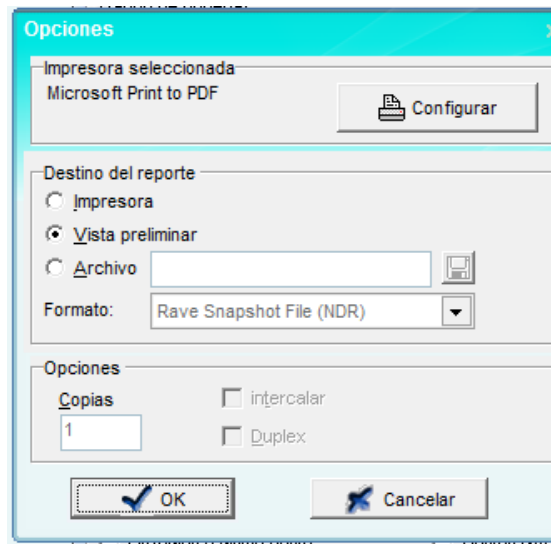 Opciones
Impresora seleccionada
Microsoft Print to PDF
Configurar
Destino del reporte
Impresora
Vista preliminar
Archivo
Formato:
Rave Snapshot File (NDR)
Opciones
Copias
intercalar
1
Duplex
OK
Cancelar